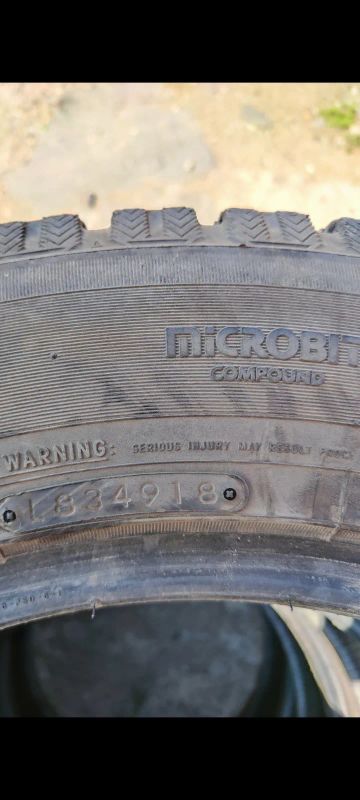 MICROBIT
COMPOUND
WARNING: SERIOUS INJURY MAY RESULT FROM
L834918